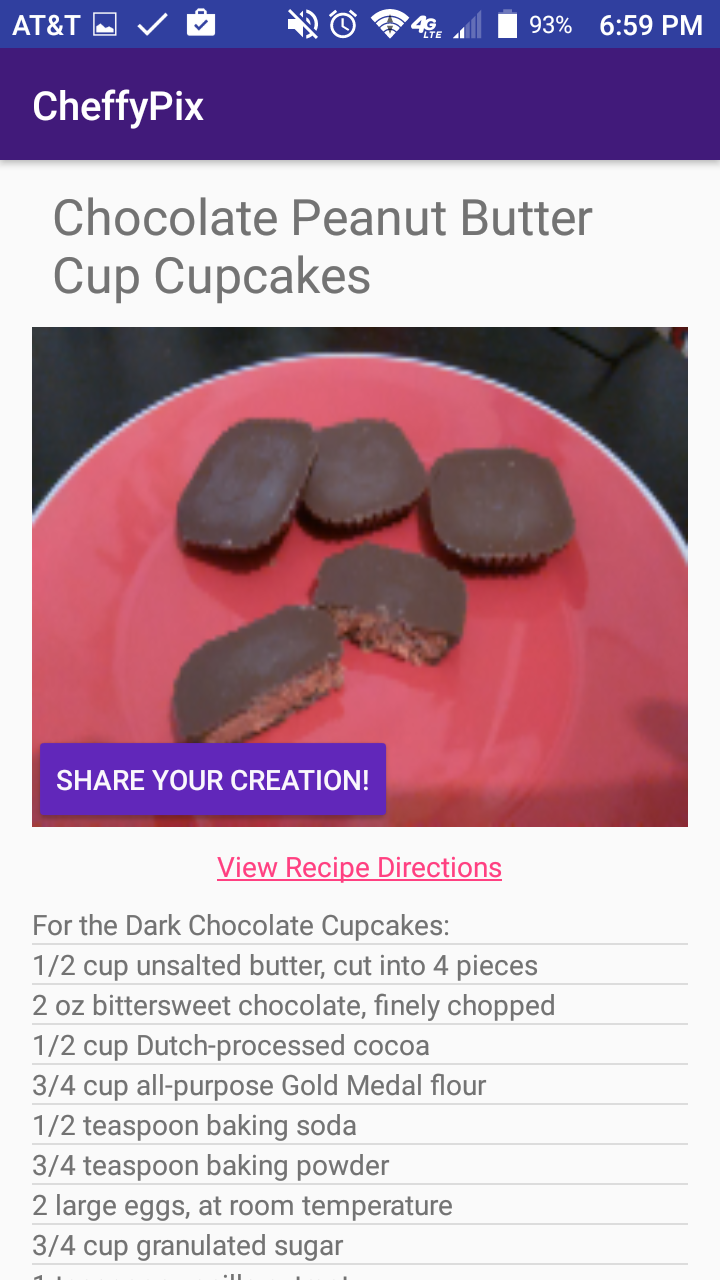 AT&T 4G LTE 93% 6:59 PM
CheffyPix
Chocolate Peanut Butter
Cup Cupcakes
SHARE YOUR CREATION!
View Recipe Directions
For the Dark Chocolate Cupcakes:
1/2 cup unsalted butter, cut into 4 pieces
2 oz bittersweet chocolate, finely chopped
1/2 cup Dutch-processed cocoa
3/4 cup all-purpose Gold Medal flour
1/2 teaspoon baking soda
3/4 teaspoon baking powder
2 large eggs, at room temperature
3/4 cup granulated sugar